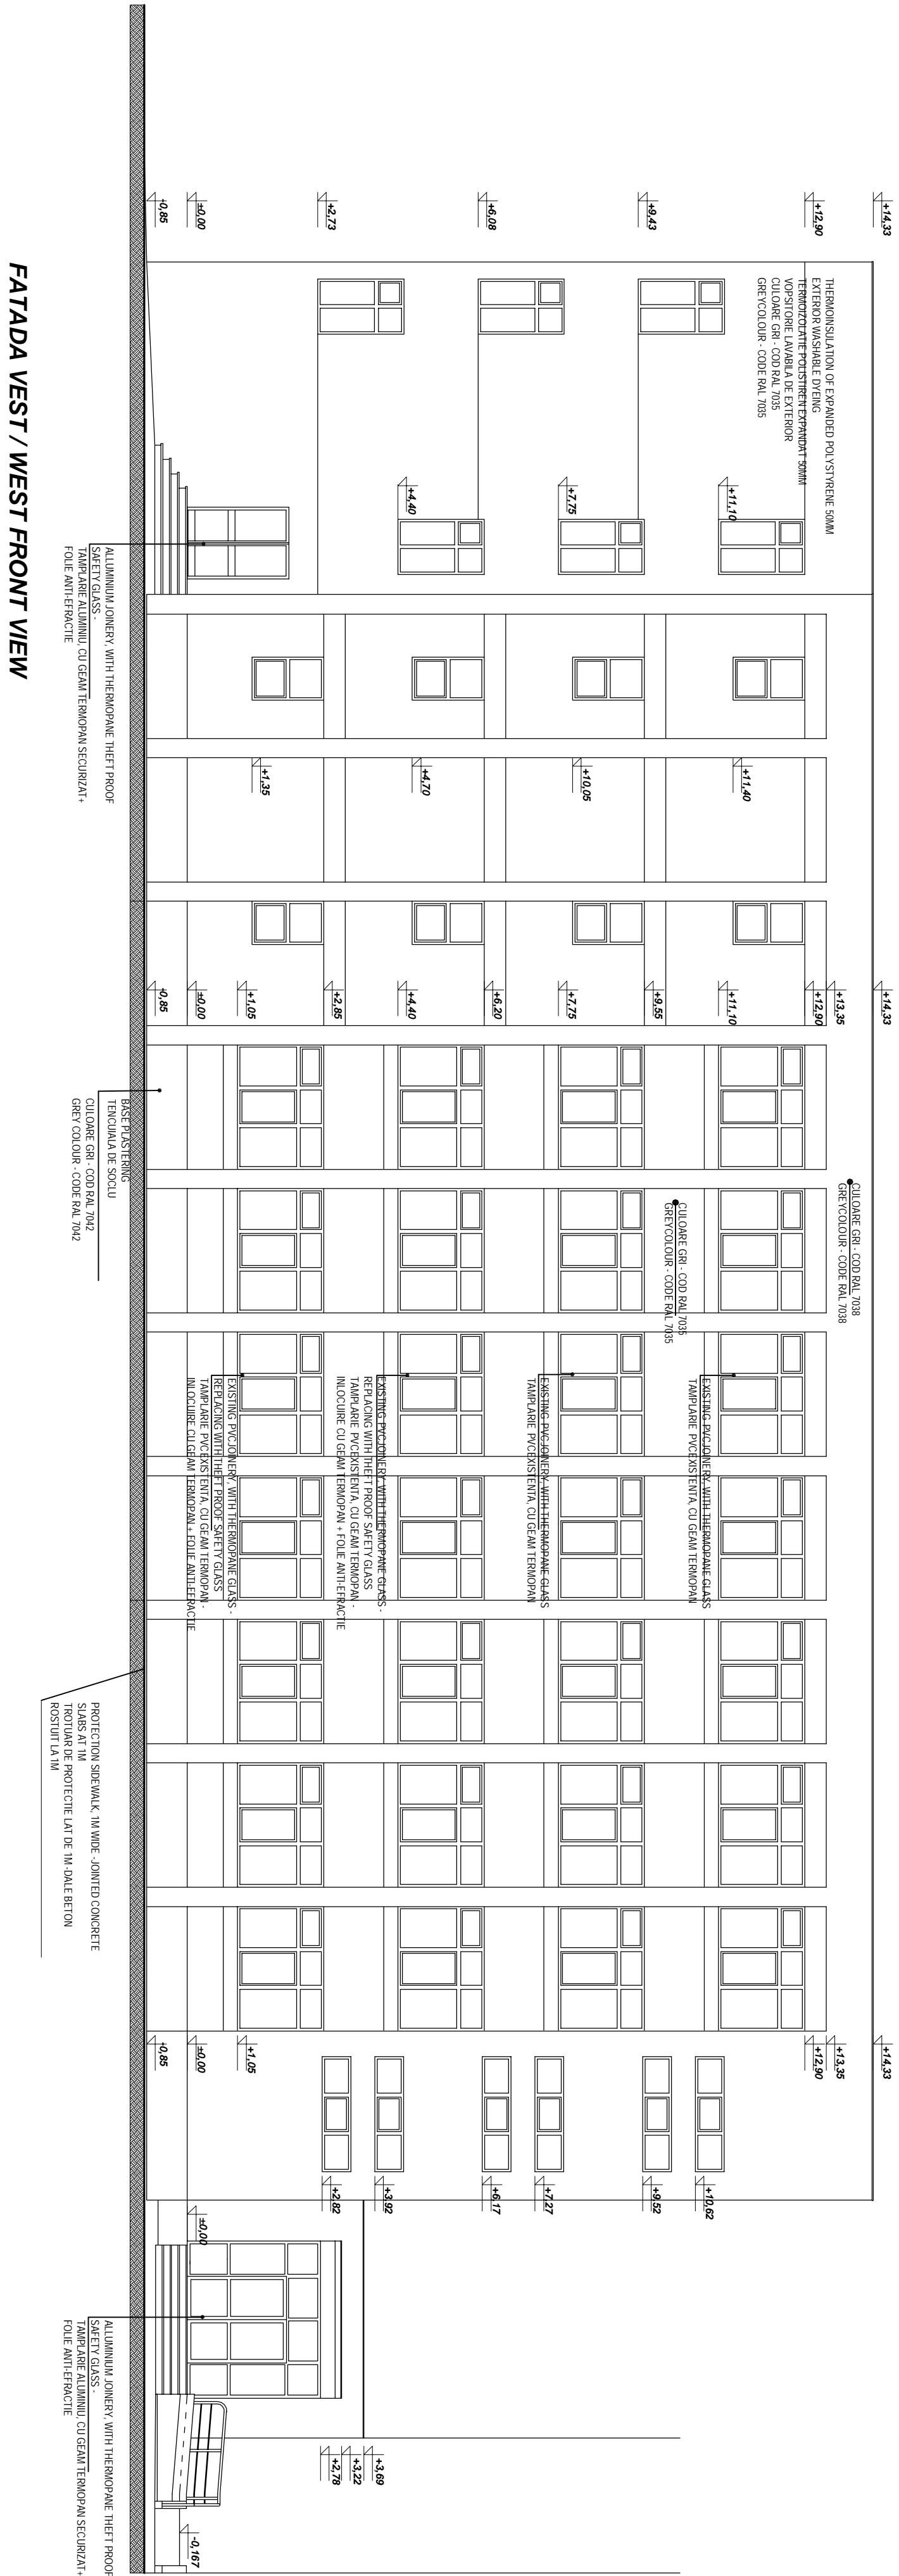 +14,33
+12,90
+9,43
+6,08
+2,73
±0,00
-0,85
THERMOINSULATION OF EXPANDED POLYSTYRENE 50MM
EXTERIOR WASHABLE DYEING
TERMOIZOLATIE POLISTIREN EXPANDAT 50MM
VOPSITORIE LAVABILA DE EXTERIOR
CULOARE GRI - COD RAL 7035
GREYCOLOUR - CODE RAL 7035
+11,10
+7,75
+4,40
+11,40
+10,05
+4,70
+1,35
+14,33
+13,35
+12,90
+11,10
+9,55
+7,75
+6,20
+4,40
+2,85
+1,05
±0,00
-0,85
CULOARE GRI - COD RAL 7038
GREYCOLOUR - CODE RAL 7038
CULOARE GRI - COD RAL 7035
GREYCOLOUR - CODE RAL 7035
EXISTING PVC JOINERY, WITH THERMOPANE GLASS
TAMPLARIE PVC EXISTENTA, CU GEAM TERMOPAN
EXISTING PVC JOINERY, WITH THERMOPANE GLASS
TAMPLARIE PVC EXISTENTA, CU GEAM TERMOPAN
EXISTING PVC JOINERY, WITH THERMOPANE GLASS -
REPLACING WITH THEFT PROOF SAFETY GLASS
TAMPLARIE PVC EXISTENTA, CU GEAM TERMOPAN -
INLOCUIRE CU GEAM TERMOPAN + FOLIE ANTI-EFRACTIE
EXISTING PVC JOINERY, WITH THERMOPANE GLASS -
REPLACING WITH THEFT PROOF SAFETY GLASS
TAMPLARIE PVC EXISTENTA, CU GEAM TERMOPAN -
INLOCUIRE CU GEAM TERMOPAN + FOLIE ANTI-EFRACTIE
+14,33
+13,35
+12,90
+1,05
±0,00
-0,85
+10,62
+9,52
+7,27
+6,17
+3,92
+2,82
±0,00
+3,69
+3,22
+2,78
-0,167
ALLUMINIUM JOINERY, WITH THERMOPANE THEFT PROOF
SAFETY GLASS -
TAMPLARIE ALUMINIU, CU GEAM TERMOPAN SECURIZAT+
FOLIE ANTI-EFRACTIE
BASE PLASTERING
TENCUIALA DE SOCLU
CULOARE GRI - COD RAL 7042
GREY COLOUR - CODE RAL 7042
PROTECTION SIDEWALK, 1M WIDE -JOINTED CONCRETE
SLABS AT 1M
TROTUAR DE PROTECTIE LAT DE 1M -DALE BETON
ROSTUIT LA 1M
ALLUMINIUM JOINERY, WITH THERMOPANE THEFT PROOF
SAFETY GLASS -
TAMPLARIE ALUMINIU, CU GEAM TERMOPAN SECURIZAT+
FOLIE ANTI-EFRACTIE
FATADA VEST / WEST FRONT VIEW